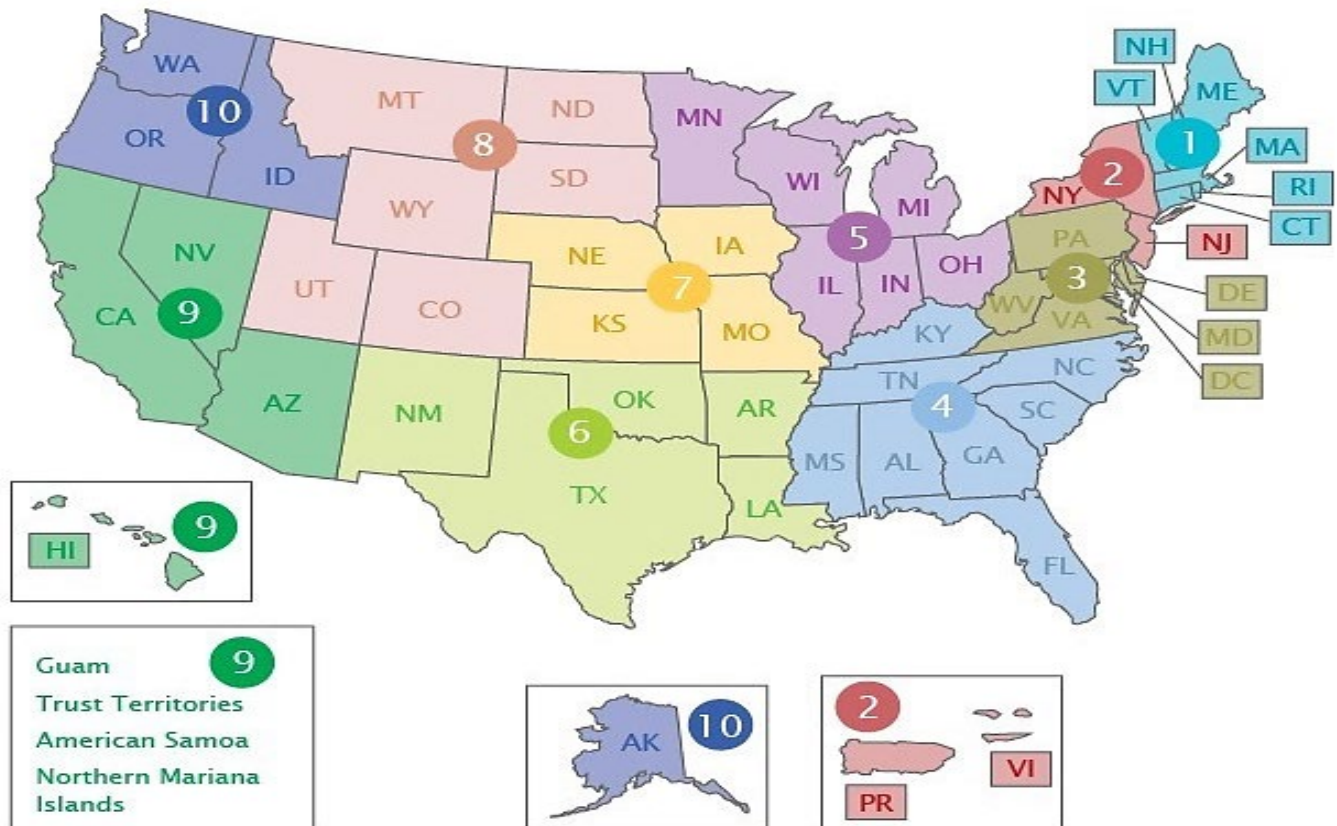 NH
ME
VT
WA
10
MT
ND
MN
1
MA
OR
8
2
RI
ID
SD
WI
MI
NY
CT
WY
5
PA
NJ
NV
NE
IA
OH
3
DE
UT
7
IL
IN
WV
CA
9
CO
KS
MO
VA
MD
KY
NC
DC
TN
AZ
NM
OK
AR
4
SC
6
MS
AL
GA
TX
LA
9
HI
FL
Guam
9
Trust Territories
American Samoa
Northern Mariana
Islands
AK
10
2
VI
PR